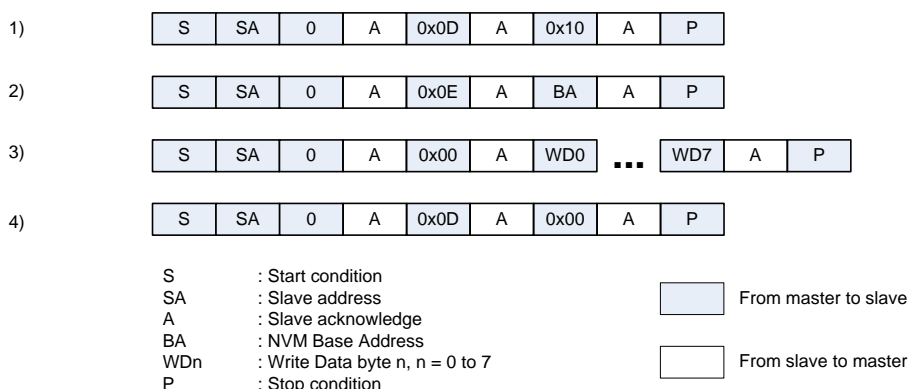 1) S SA 0 A 0x0D A 0x10 A P
2) S SA 0 A 0x0E A BA A P
3) S SA 0 A 0x00 A WD0 ... WD7 A P
4) S SA 0 A 0x0D A 0x00 A P
S : Start condition
SA : Slave address
A : Slave acknowledge
BA : NVM Base Address
WDn : Write Data byte n, n = 0 to 7
P : Stop condition
From master to slave
From slave to master